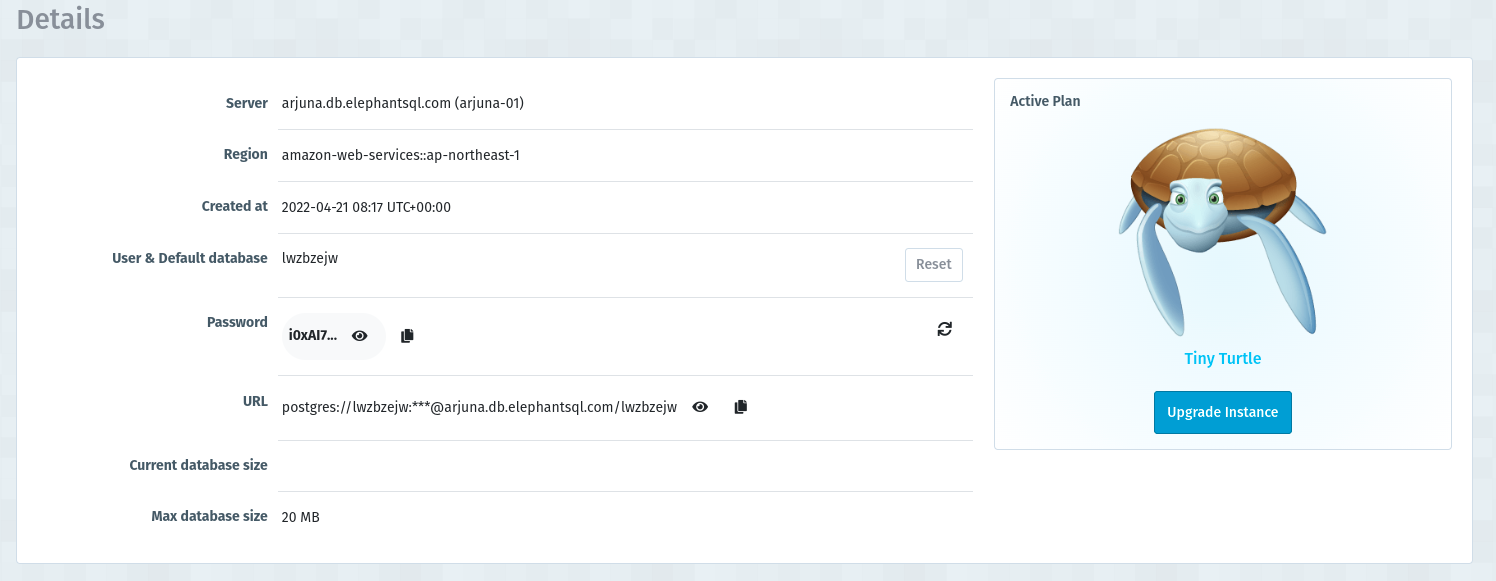 Details
Server arjuna.db.elephantsql.com (arjuna-01)
Region amazon-web-services::ap-northeast-1
Created at 2022-04-21 08:17 UTC+00:00
User & Default database lwzbzejw Reset
Password i0xAI7...
URL postgres://lwzbzejw:***@arjuna.db.elephantsql.com/lwzbzejw
Current database size
Max database size 20 MB
Active Plan
Tiny Turtle
Upgrade Instance